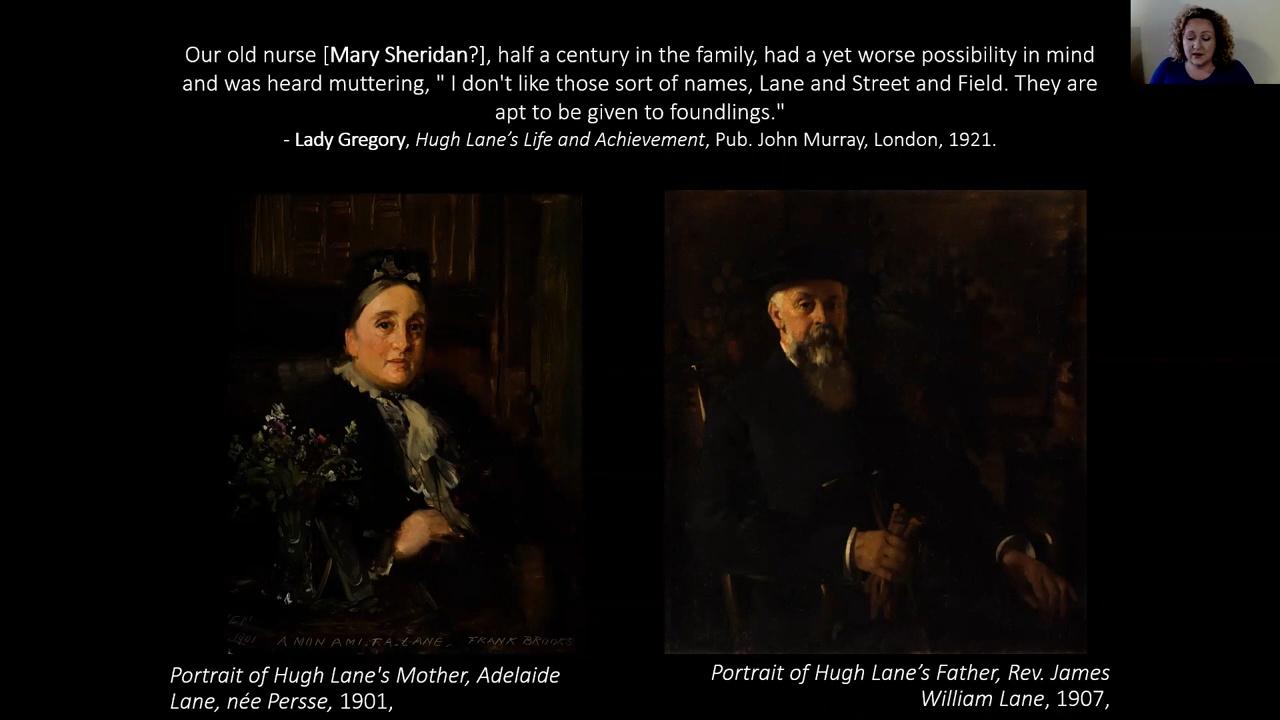 Our old nurse [Mary Sheridan?], half a century in the family, had a yet worse possibility in mind
and was heard muttering, " I don't like those sort of names, Lane and Street and Field. They are
apt to be given to foundlings."
- Lady Gregory, Hugh Lane’s Life and Achievement, Pub. John Murray, London, 1921.
1901 A MON AMI. F.A. LANE. FRANK BROOKS
Portrait of Hugh Lane's Mother, Adelaide
Lane, née Persse, 1901,
Portrait of Hugh Lane’s Father, Rev. James
William Lane, 1907,